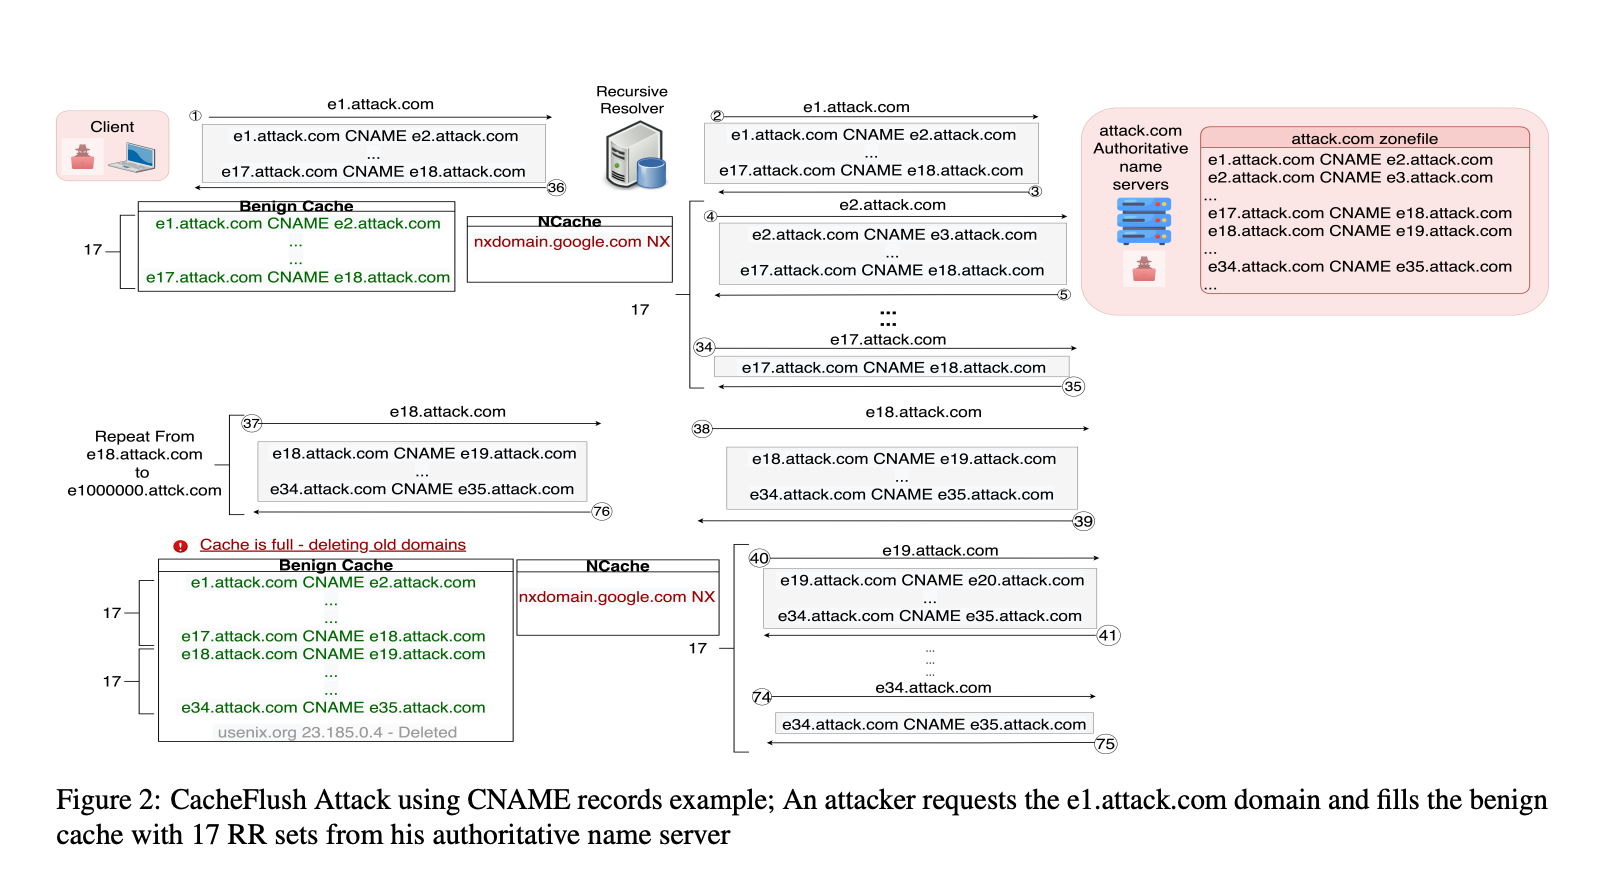 Client
① e1.attack.com
e1.attack.com CNAME e2.attack.com
...
e17.attack.com CNAME e18.attack.com
36
Recursive
Resolver
② e1.attack.com
e1.attack.com CNAME e2.attack.com
...
e17.attack.com CNAME e18.attack.com
③
attack.com
Authoritative
name
servers
attack.com zonefile
e1.attack.com CNAME e2.attack.com
e2.attack.com CNAME e3.attack.com
...
e17.attack.com CNAME e18.attack.com
e18.attack.com CNAME e19.attack.com
...
e34.attack.com CNAME e35.attack.com
...
17
Benign Cache
e1.attack.com CNAME e2.attack.com
...
...
e17.attack.com CNAME e18.attack.com
NCache
nxdomain.google.com NX
17
④ e2.attack.com
e2.attack.com CNAME e3.attack.com
...
e17.attack.com CNAME e18.attack.com
⑤
...
...
34 e17.attack.com
e17.attack.com CNAME e18.attack.com
35
Repeat From
e18.attack.com
to
e1000000.attck.com
37 e18.attack.com
e18.attack.com CNAME e19.attack.com
...
e34.attack.com CNAME e35.attack.com
76
38 e18.attack.com
e18.attack.com CNAME e19.attack.com
...
e34.attack.com CNAME e35.attack.com
39
! Cache is full - deleting old domains
Benign Cache
17
e1.attack.com CNAME e2.attack.com
...
...
e17.attack.com CNAME e18.attack.com
17
e18.attack.com CNAME e19.attack.com
...
...
e34.attack.com CNAME e35.attack.com
usenix.org 23.185.0.4 - Deleted
NCache
nxdomain.google.com NX
17
40 e19.attack.com
e19.attack.com CNAME e20.attack.com
...
e34.attack.com CNAME e35.attack.com
41
...
...
...
74 e34.attack.com
e34.attack.com CNAME e35.attack.com
75
Figure 2: CacheFlush Attack using CNAME records example; An attacker requests the e1.attack.com domain and fills the benign
cache with 17 RR sets from his authoritative name server